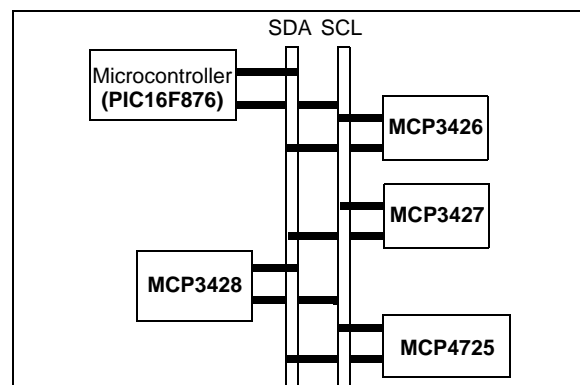 SDA SCL
Microcontroller
(PIC16F876)
MCP3426
MCP3427
MCP3428
MCP4725